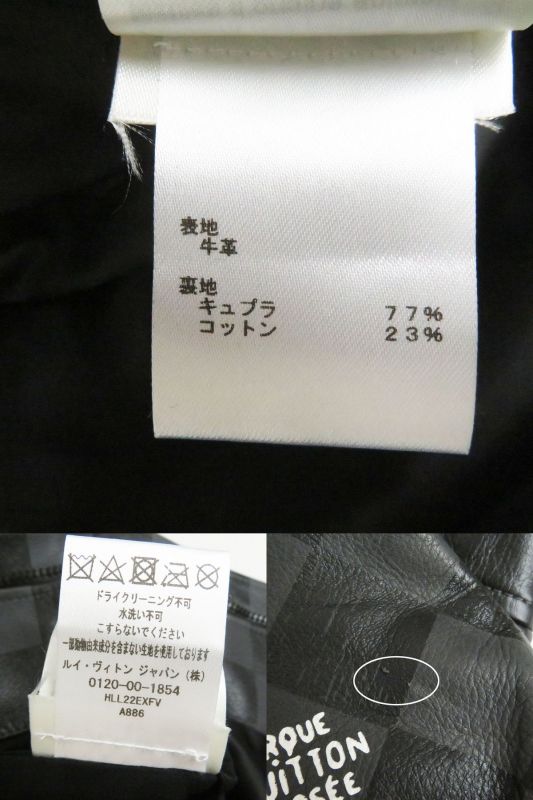 表地
牛革
裏地
キュプラ 77%
コットン 23%
ドライクリーニング不可
水洗い不可
こすらないでください
一部動物由来成分を含まない生地を使用しております
ルイ・ヴィトン ジャパン(株)
0120-00-1854
HLL22EXFV
A886
RQUE
UITTON
OSÉE